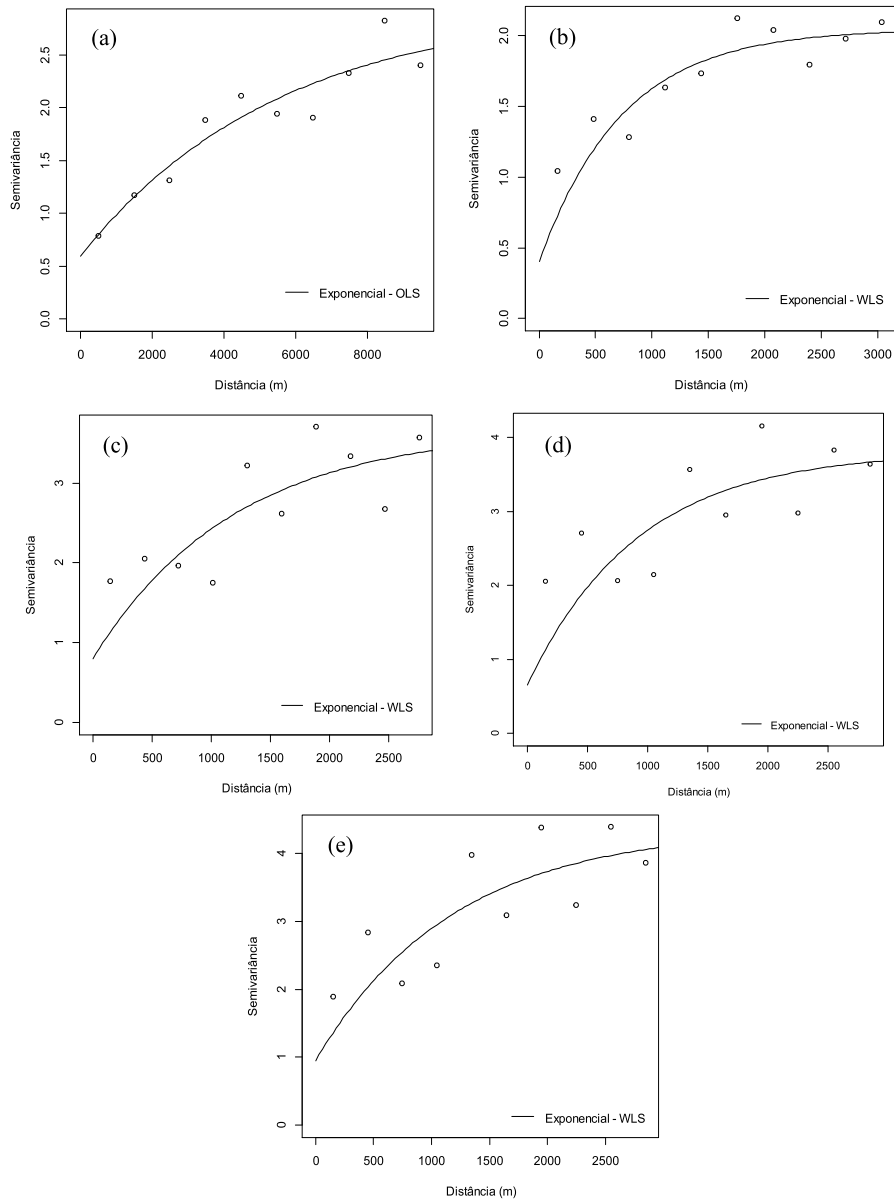 (a)
Semivariância
2.5
2.0
1.5
1.0
0.5
0.0
Exponencial - OLS
0 2000 4000 6000 8000
Distância (m)
(b)
Semivariância
2.0
1.5
1.0
0.5
0.0
Exponencial - WLS
0 500 1000 1500 2000 2500 3000
Distância (m)
(c)
Semivariância
3
2
1
0
Exponencial - WLS
0 500 1000 1500 2000 2500
Distância (m)
(d)
Semivariância
4
3
2
1
0
Exponencial - WLS
0 500 1000 1500 2000 2500
Distância (m)
(e)
Semivariância
4
3
2
1
0
Exponencial - WLS
0 500 1000 1500 2000 2500
Distância (m)